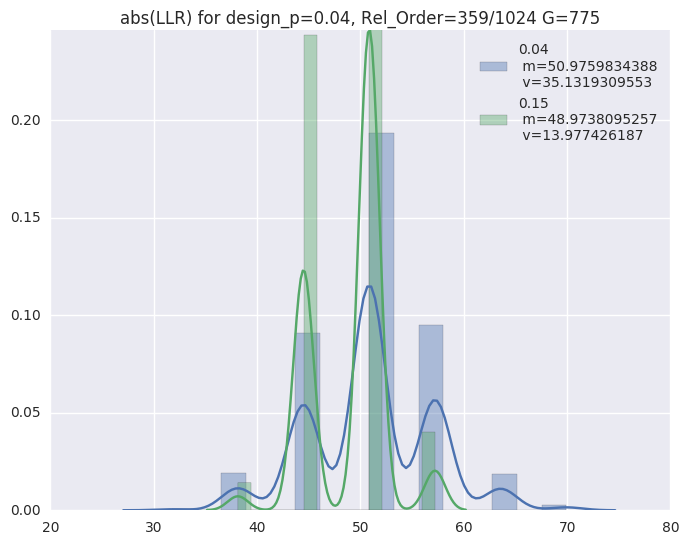 abs(LLR) for design_p=0.04, Rel_Order=359/1024 G=775
0.04
m=50.9759834388
v=35.1319309553
0.15
m=48.9738095257
v=13.977426187
0.20
0.15
0.10
0.05
0.00
20 30 40 50 60 70 80